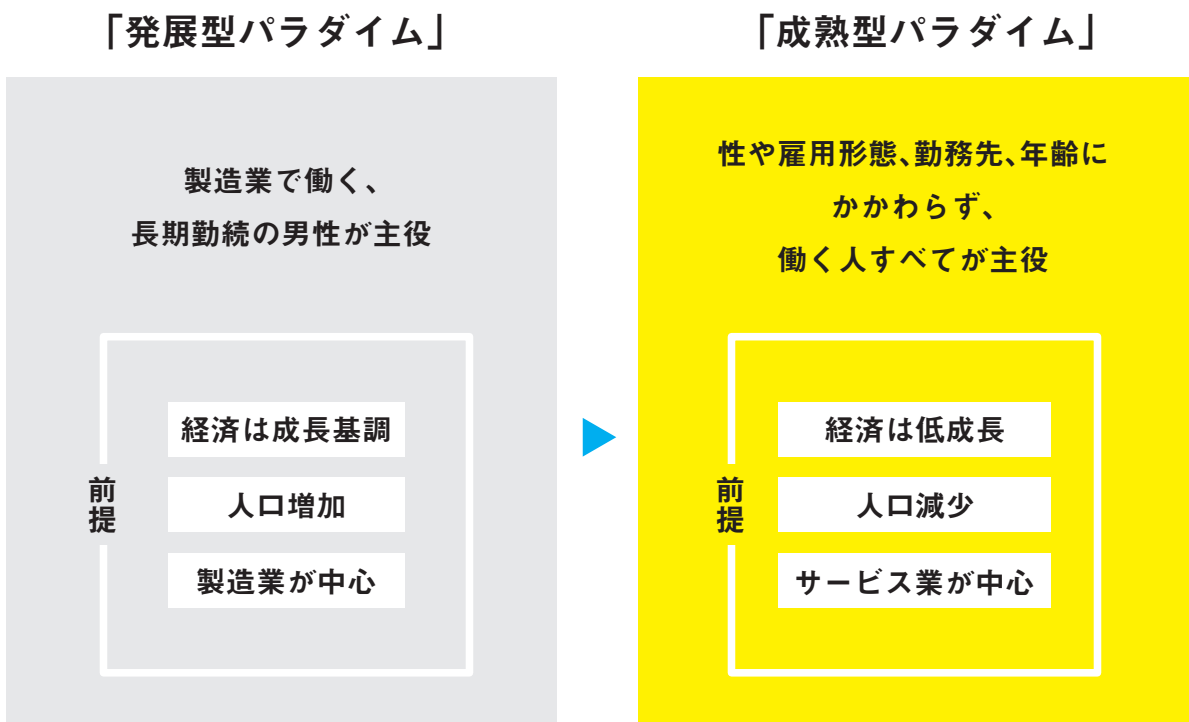 「発展型パラダイム」
製造業で働く、
長期勤続の男性が主役
前提
経済は成長基調
人口増加
製造業が中心
「成熟型パラダイム」
性や雇用形態、勤務先、年齢に
かかわらず、
働く人すべてが主役
前提
経済は低成長
人口減少
サービス業が中心